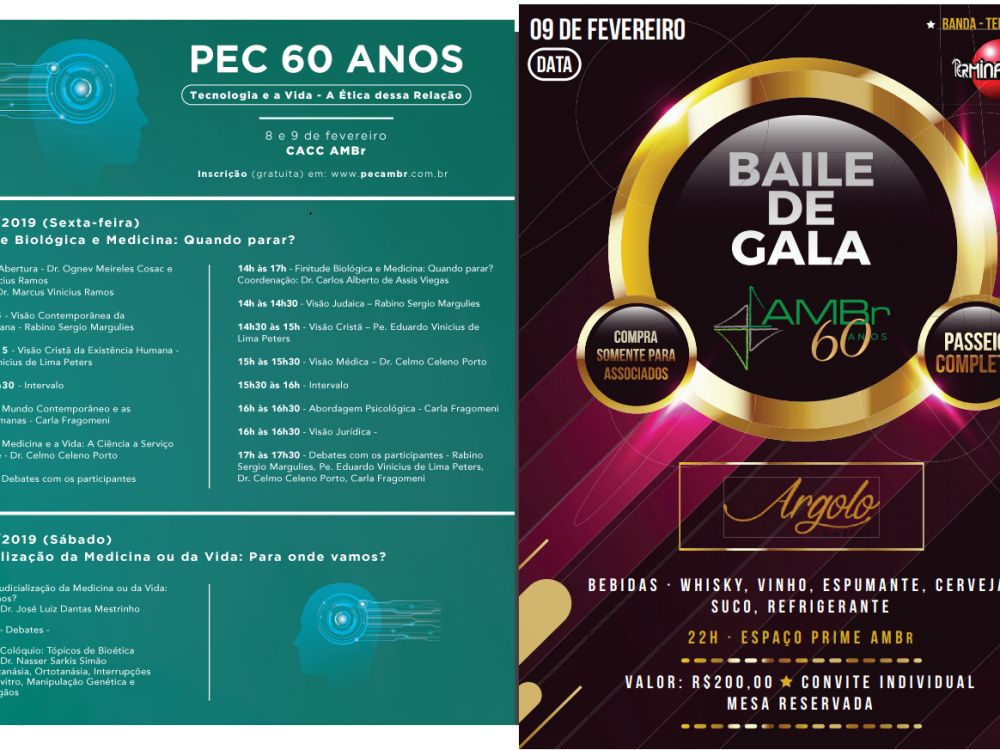 PEC 60 ANOS
Tecnologia e a Vida - A Ética dessa Relação
8 e 9 de fevereiro
CACC AMBr
Inscrição (gratuita) em: www.pecambr.com.br
2019 (Sexta-feira)
e Biológica e Medicina: Quando parar?
Abertura - Dr. Ognev Meireles Cosac e
Ramos
Dr. Marcus Vinicius Ramos
- Visão Contemporânea da
- Rabino Sergio Margulies
5 - Visão Cristã da Existência Humana -
de Lima Peters
- Intervalo
Mundo Contemporâneo e as
- Carla Fragomeni
Medicina e a Vida: A Ciência a Serviço
- Dr. Celmo Celeno Porto
Debates com os participantes
14h às 17h - Finitude Biológica e Medicina: Quando parar?
Coordenação: Dr. Carlos Alberto de Assis Viegas
14h às 14h30 - Visão Judaica – Rabino Sergio Margulies
14h30 às 15h - Visão Cristã – Pe. Eduardo Vinicius de
Lima Peters
15h às 15h30 - Visão Médica – Dr. Celmo Celeno Porto
15h30 às 16h - Intervalo
16h às 16h30 - Abordagem Psicológica - Carla Fragomeni
16h às 16h30 - Visão Jurídica -
17h às 17h30 - Debates com os participantes - Rabino
Sergio Margulies, Pe. Eduardo Vinicius de Lima Peters,
Dr. Celmo Celeno Porto, Carla Fragomeni
/2019 (Sábado)
lização da Medicina ou da Vida: Para onde vamos?
udicialização da Medicina ou da Vida:
mos?
Dr. José Luiz Dantas Mestrinho
- Debates -
Colóquio: Tópicos de Bioética
Dr. Nasser Sarkis Simão
tanásia, Ortotanásia, Interrupções
vitro, Manipulação Genética e
gãos
09 DE FEVEREIRO
DATA
BANDA - TE
TERMINA
BAILE
DE
GALA
AMBr
60 ANOS
COMPRA
SOMENTE PARA
ASSOCIADOS
PASSEIO
COMPLET
Argolo
BEBIDAS · WHISKY, VINHO, ESPUMANTE, CERVEJA
SUCO, REFRIGERANTE
22H · ESPAÇO PRIME AMBr
VALOR: R$200,00 ★ CONVITE INDIVIDUAL
MESA RESERVADA